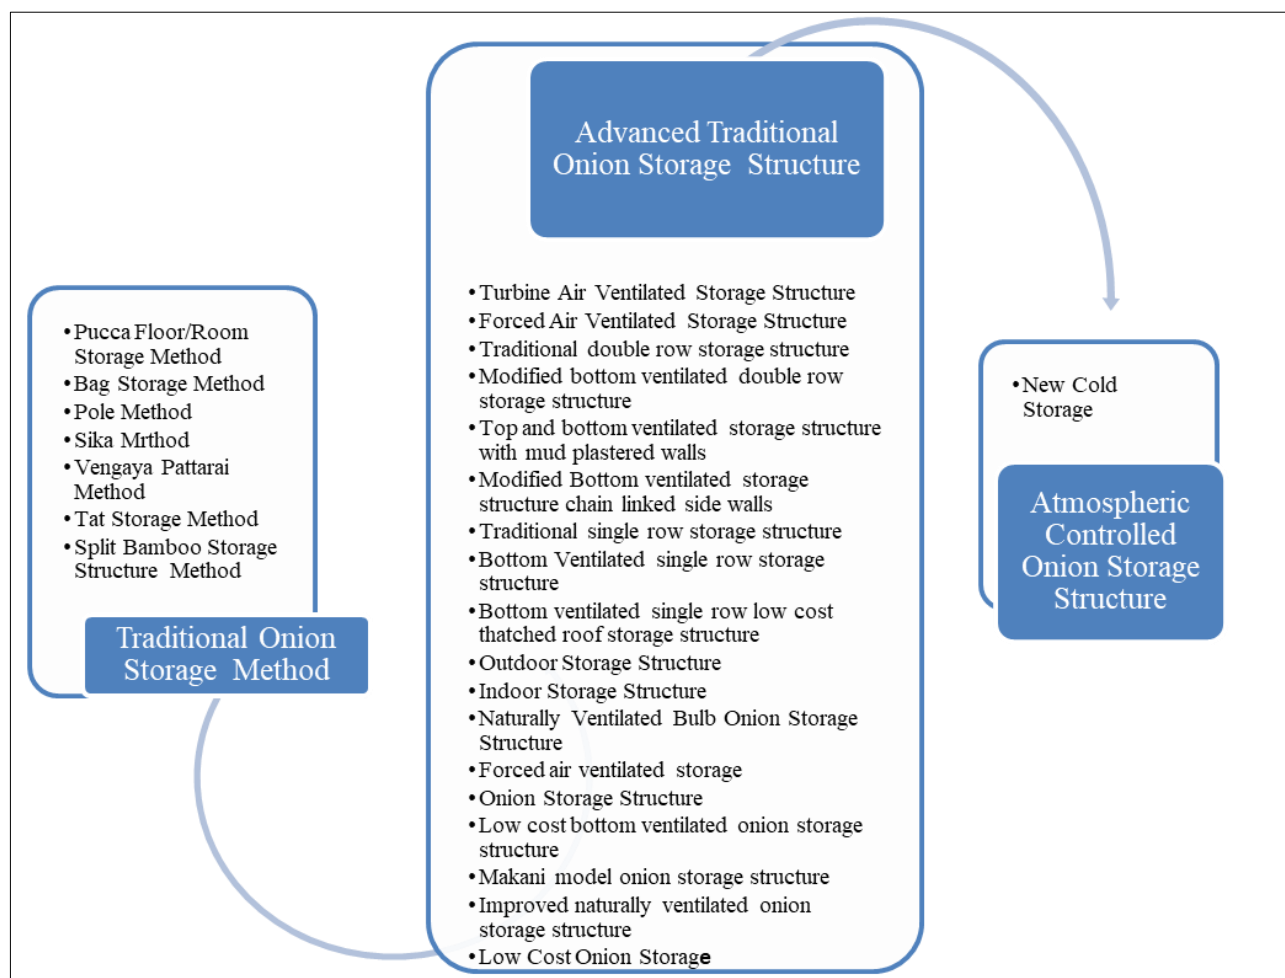 • Pucca Floor/Room
Storage Method
• Bag Storage Method
• Pole Method
• Sika Mrthod
• Vengaya Pattarai
Method
• Tat Storage Method
• Split Bamboo Storage
Structure Method
Traditional Onion
Storage Method
Advanced Traditional
Onion Storage Structure
• Turbine Air Ventilated Storage Structure
• Forced Air Ventilated Storage Structure
• Traditional double row storage structure
• Modified bottom ventilated double row
storage structure
• Top and bottom ventilated storage structure
with mud plastered walls
• Modified Bottom ventilated storage
structure chain linked side walls
• Traditional single row storage structure
• Bottom Ventilated single row storage
structure
• Bottom ventilated single row low cost
thatched roof storage structure
• Outdoor Storage Structure
• Indoor Storage Structure
• Naturally Ventilated Bulb Onion Storage
Structure
• Forced air ventilated storage
• Onion Storage Structure
• Low cost bottom ventilated onion storage
structure
• Makani model onion storage structure
• Improved naturally ventilated onion
storage structure
• Low Cost Onion Storage
• New Cold
Storage
Atmospheric
Controlled
Onion Storage
Structure